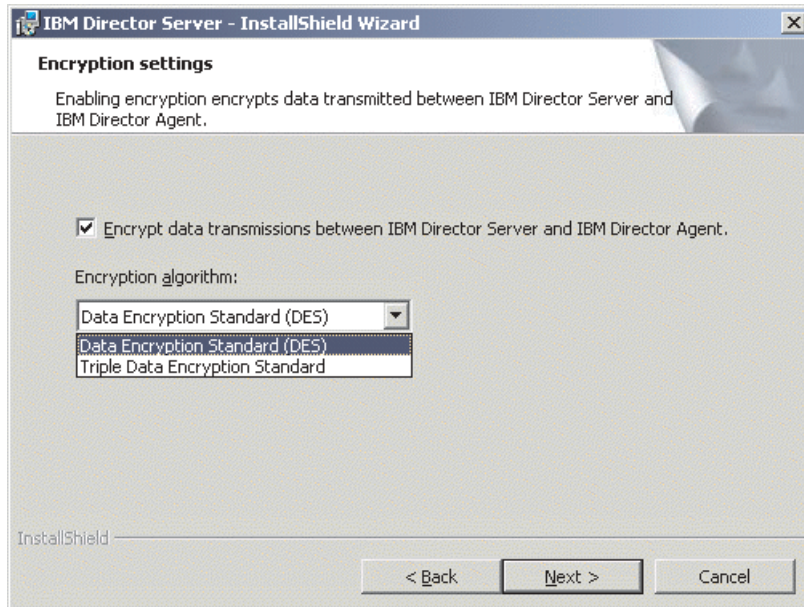 IBM Director Server - InstallShield Wizard
Encryption settings
Enabling encryption encrypts data transmitted between IBM Director Server and
IBM Director Agent.
Encrypt data transmissions between IBM Director Server and IBM Director Agent.
Encryption algorithm:
Data Encryption Standard (DES)
Data Encryption Standard (DES)
Triple Data Encryption Standard
InstallShield
< Back
Next >
Cancel